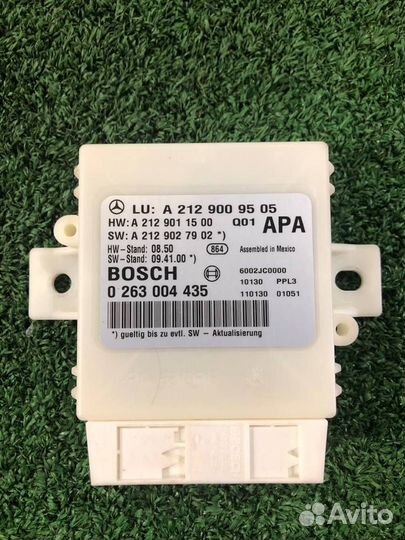 LU: A 212 900 95 05
HW: A 212 901 15 00 Q01 APA
SW: A 212 902 79 02 *)
HW-Stand: 08.50 864 Assembled in Mexico
SW-Stand: 09.41.00 *)
BOSCH 6002JC0000
0 263 004 435 10130 PPL3
110130 01051
*) gueltig bis zu evtl. SW - Aktualisierung
Avito